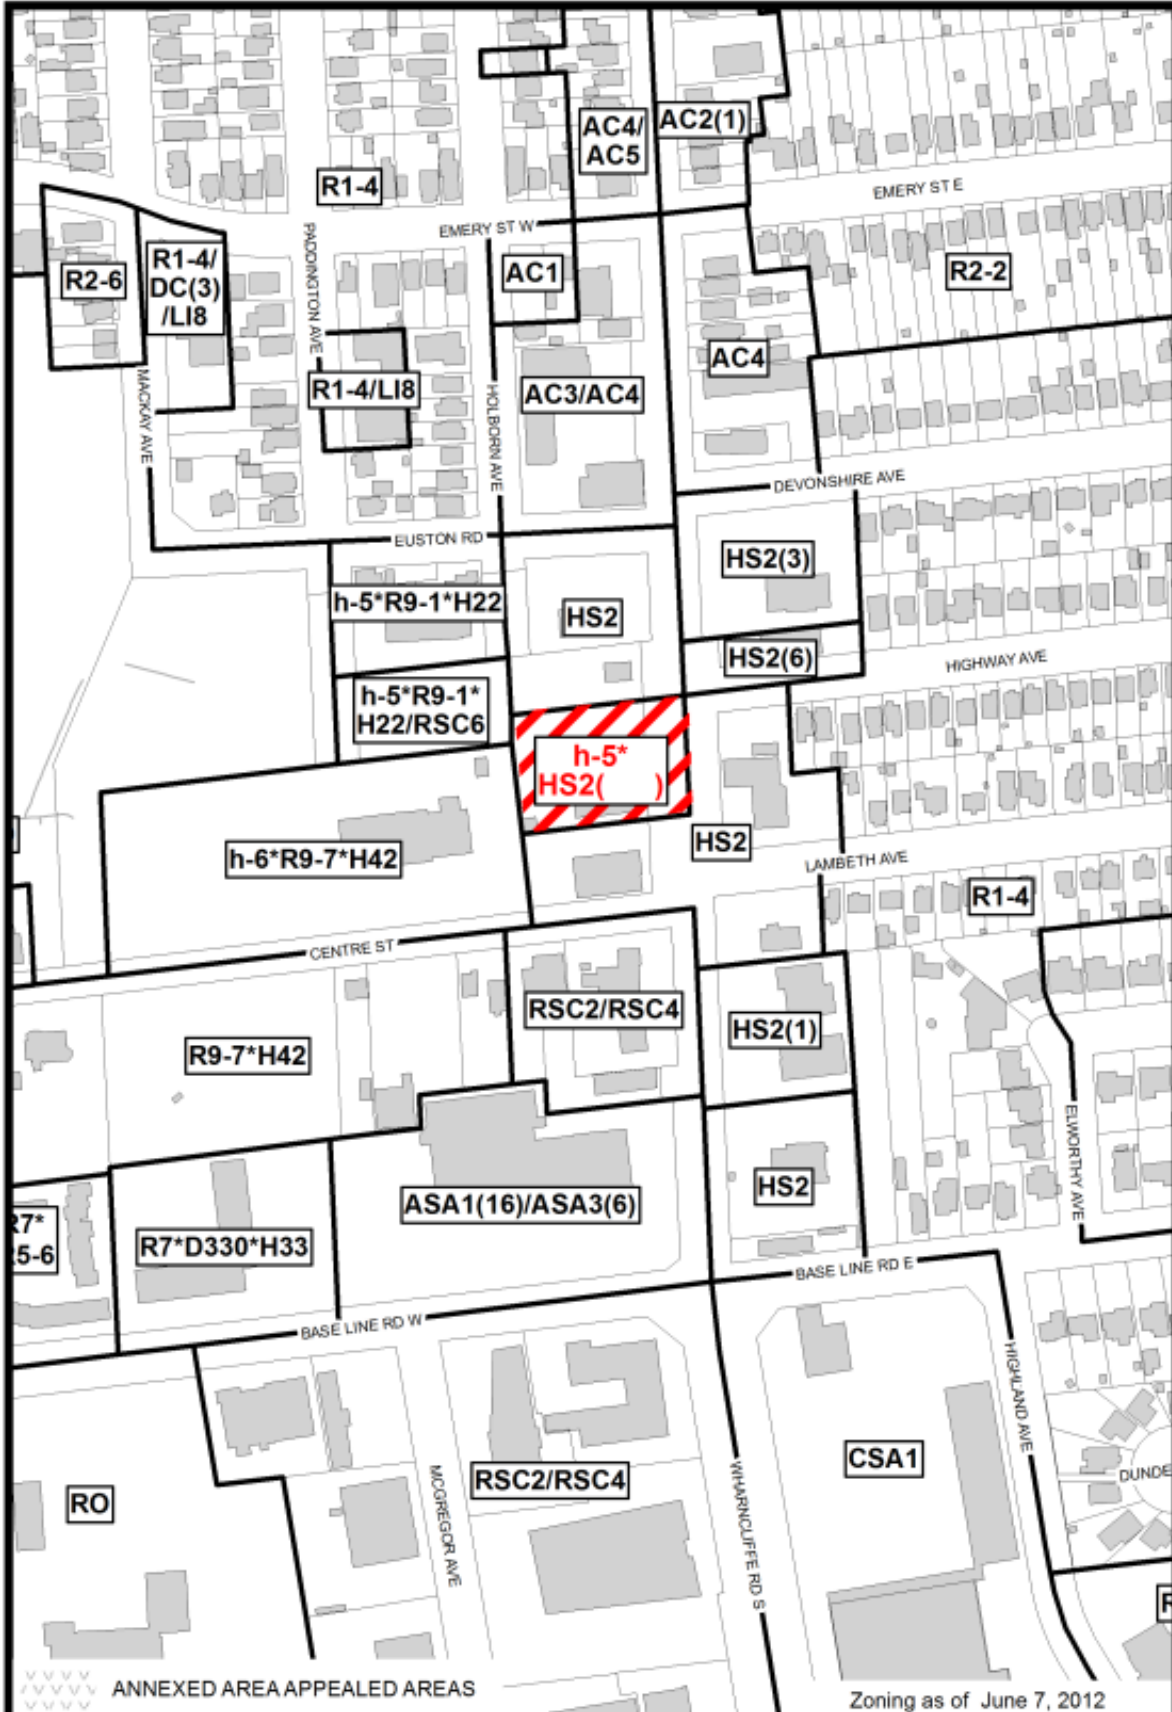 AC4/
AC5
AC2(1)
R1-4
EMERY ST E
EMERY ST W
PADDINGTON AVE
R2-6
R1-4/
DC(3)
/LI8
AC1
R2-2
AC4
R1-4/LI8
AC3/AC4
MACKAY AVE
HOLBORN AVE
DEVONSHIRE AVE
EUSTON RD
HS2(3)
h-5*R9-1*H22
HS2
HS2(6)
HIGHWAY AVE
h-5*R9-1*
H22/RSC6
h-5*
HS2( )
HS2
h-6*R9-7*H42
LAMBETH AVE
R1-4
CENTRE ST
RSC2/RSC4
HS2(1)
R9-7*H42
ELWORTHY AVE
HS2
ASA1(16)/ASA3(6)
R7*
R7*D330*H33
5-6
BASE LINE RD E
BASE LINE RD W
HIGHLAND AVE
CSA1
RSC2/RSC4
DUNDE
RO
MCGREGOR AVE
WHARNCLIFFE RD S
R
ANNEXED AREA APPEALED AREAS
Zoning as of June 7, 2012